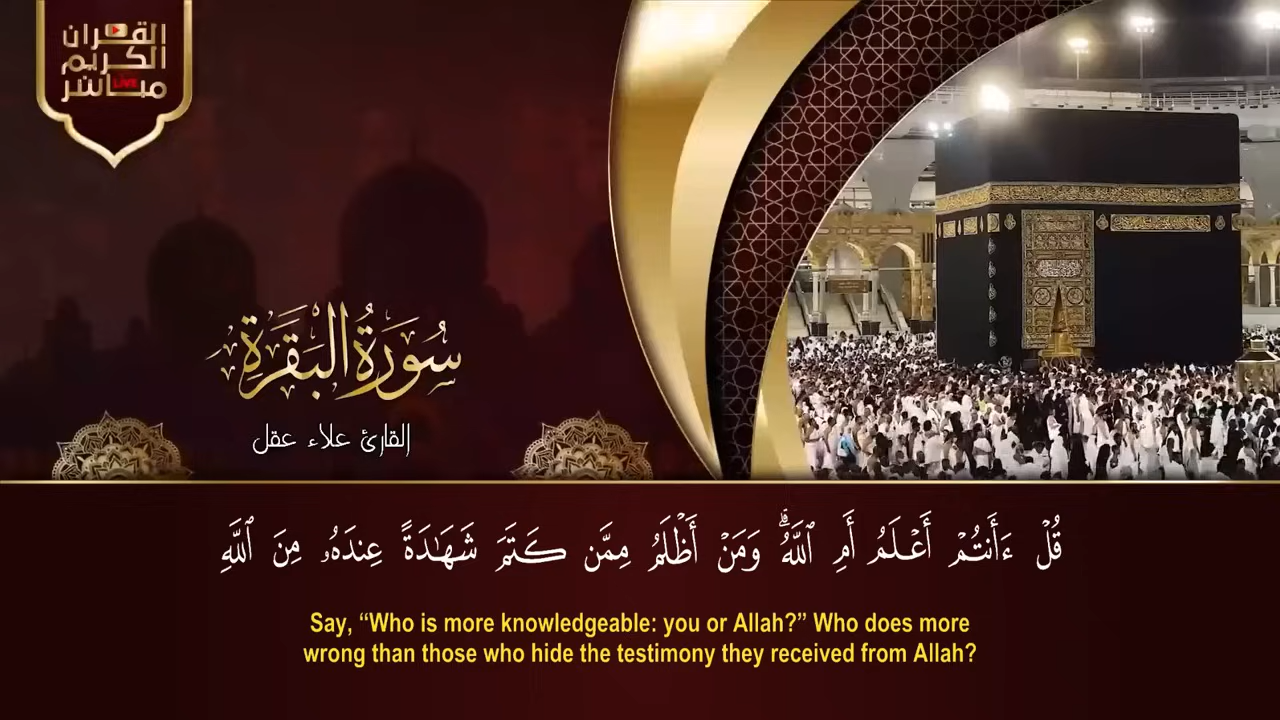 القرآن
الكريم
مباشر
LIVE
سُورَةُ الْبَقَرَةِ
القارئ علاء عقل
قُلْ ءَأَنتُمْ أَعْلَمُ أَمِ ٱللَّهُ ۗ وَمَنْ أَظْلَمُ مِمَّن كَتَمَ شَهَـٰدَةً عِندَهُۥ مِنَ ٱللَّهِ
Say, “Who is more knowledgeable: you or Allah?” Who does more
wrong than those who hide the testimony they received from Allah?